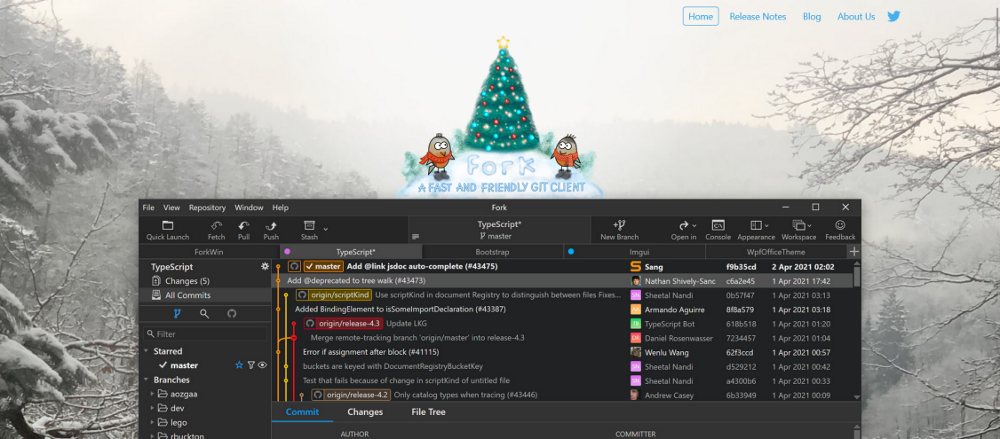 Home Release Notes Blog About Us
Fork
A FAST AND FRIENDLY GIT CLIENT
File View Repository Window Help Fork
Quick Launch Fetch Pull Push Stash TypeScript* master New Branch Open in Console Appearance Workspace Feedback
ForkWin TypeScript* Bootstrap Imgui WpfOfficeTheme
TypeScript
Changes (5)
All Commits
Filter
Starred
master
Branches
aozgaa
dev
lego
rbuckton
master Add @link jsdoc auto-complete (#43475) Sang f9b35cd 2 Apr 2021 02:02
Add @deprecated to tree walk (#43473) Nathan Shively-Sanc c6a2e45 1 Apr 2021 17:42
origin/scriptKind Use scriptKind in document Registry to distinguish between files Fixes... SN Sheetal Nandi 0b57f47 1 Apr 2021 03:13
Added BindingElement to isSomeImportDeclaration (#43387) AA Armando Aguirre 8f8a579 1 Apr 2021 03:18
origin/release-4.3 Update LKG TypeScript Bot 618b518 1 Apr 2021 01:20
Merge remote-tracking branch 'origin/master' into release-4.3 DR Daniel Rosenwasser 7234457 1 Apr 2021 01:04
Error if assignment after block (#41115) Wenlu Wang 62f3ccd 1 Apr 2021 00:57
buckets are keyed with DocumentRegistryBucketKey SN Sheetal Nandi d529212 1 Apr 2021 00:42
Test that fails because of change in scriptKind of untitled file SN Sheetal Nandi a4300b6 1 Apr 2021 00:33
origin/release-4.2 Only catalog types when tracing (#43446) Andrew Casey 6b33949 1 Apr 2021 00:09
Commit Changes File Tree
AUTHOR COMMITTER